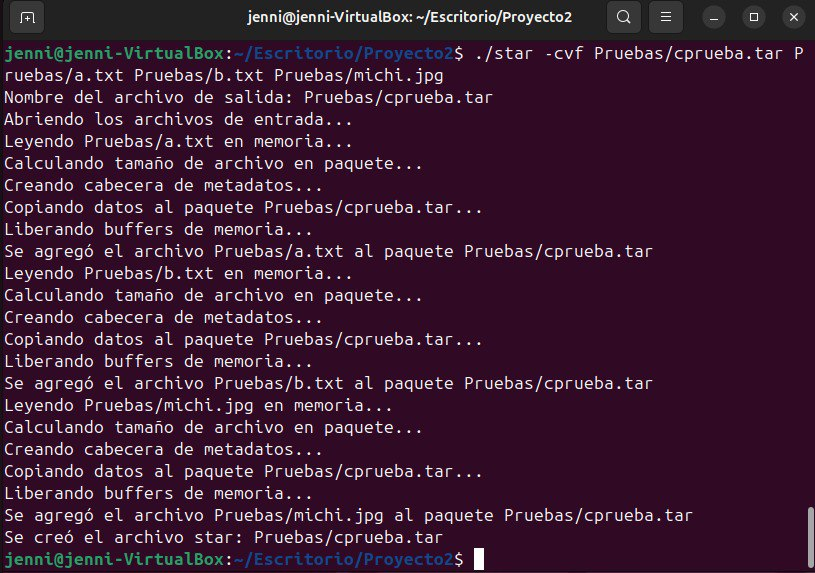 jenni@jenni-VirtualBox: ~/Escritorio/Proyecto2
jenni@jenni-VirtualBox:~/Escritorio/Proyecto2$ ./star -cvf Pruebas/cprueba.tar P
ruebas/a.txt Pruebas/b.txt Pruebas/michi.jpg
Nombre del archivo de salida: Pruebas/cprueba.tar
Abriendo los archivos de entrada...
Leyendo Pruebas/a.txt en memoria...
Calculando tamaño de archivo en paquete...
Creando cabecera de metadatos...
Copiando datos al paquete Pruebas/cprueba.tar...
Liberando buffers de memoria...
Se agregó el archivo Pruebas/a.txt al paquete Pruebas/cprueba.tar
Leyendo Pruebas/b.txt en memoria...
Calculando tamaño de archivo en paquete...
Creando cabecera de metadatos...
Copiando datos al paquete Pruebas/cprueba.tar...
Liberando buffers de memoria...
Se agregó el archivo Pruebas/b.txt al paquete Pruebas/cprueba.tar
Leyendo Pruebas/michi.jpg en memoria...
Calculando tamaño de archivo en paquete...
Creando cabecera de metadatos...
Copiando datos al paquete Pruebas/cprueba.tar...
Liberando buffers de memoria...
Se agregó el archivo Pruebas/michi.jpg al paquete Pruebas/cprueba.tar
Se creó el archivo star: Pruebas/cprueba.tar
jenni@jenni-VirtualBox:~/Escritorio/Proyecto2$